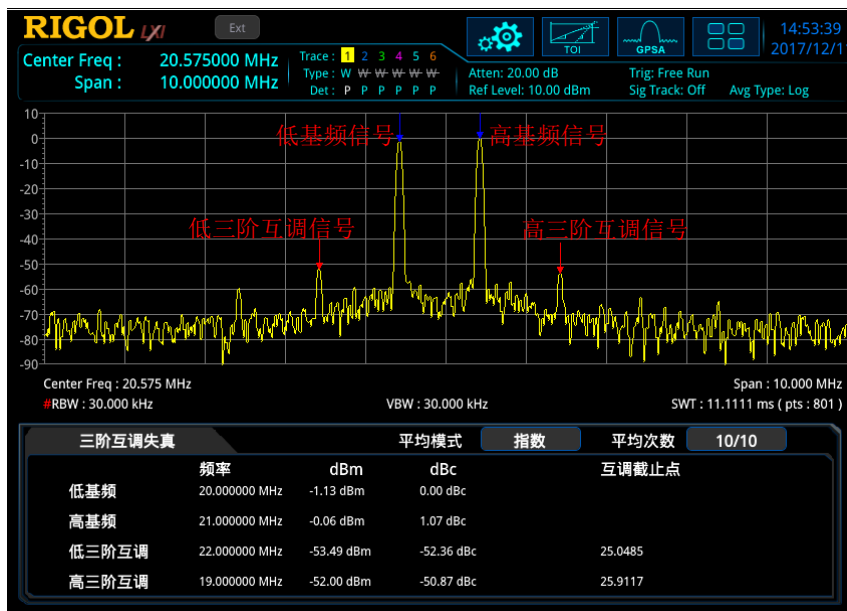 RIGOL LXI Ext 14:53:39
TOI GPSA 2017/12/1
Center Freq : 20.575000 MHz Trace : 1 2 3 4 5 6
Span : 10.000000 MHz Type : W W W W W W Atten: 20.00 dB Trig: Free Run
Det : P P P P P P Ref Level: 10.00 dBm Sig Track: Off Avg Type: Log
10
低基频信号 高基频信号
0
-10
-20
-30
低三阶互调信号 高三阶互调信号
-40
-50
-60
-70
-80
-90
Center Freq : 20.575 MHz Span : 10.000 MHz
#RBW : 30.000 kHz VBW : 30.000 kHz SWT : 11.1111 ms ( pts : 801 )
三阶互调失真 平均模式 指数 平均次数 10/10
频率 dBm dBc 互调截止点
低基频 20.000000 MHz -1.13 dBm 0.00 dBc
高基频 21.000000 MHz -0.06 dBm 1.07 dBc
低三阶互调 22.000000 MHz -53.49 dBm -52.36 dBc 25.0485
高三阶互调 19.000000 MHz -52.00 dBm -50.87 dBc 25.9117